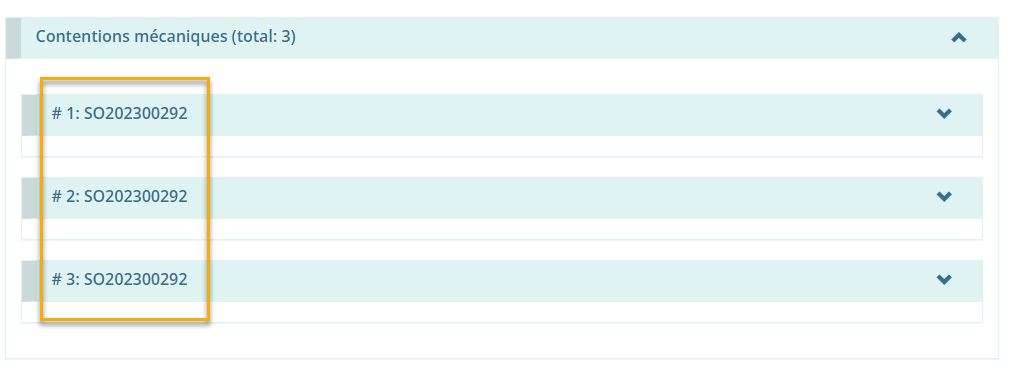 Contentions mécaniques (total: 3)
# 1: SO202300292
# 2: SO202300292
# 3: SO202300292